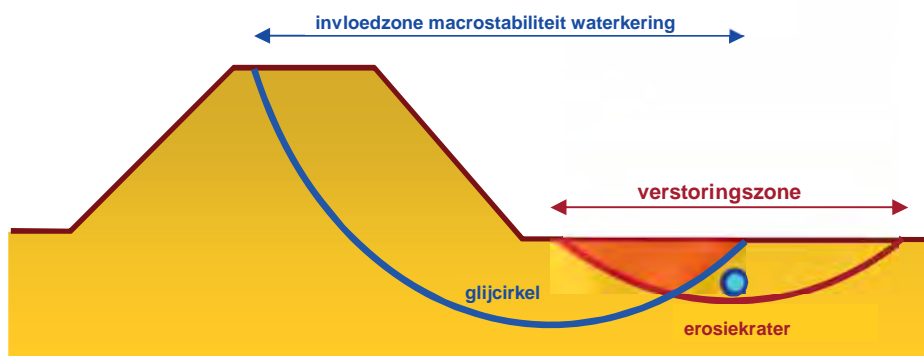 invloedzone macrostabiliteit waterkering
verstoringszone
glijcirkel
erosiekrater